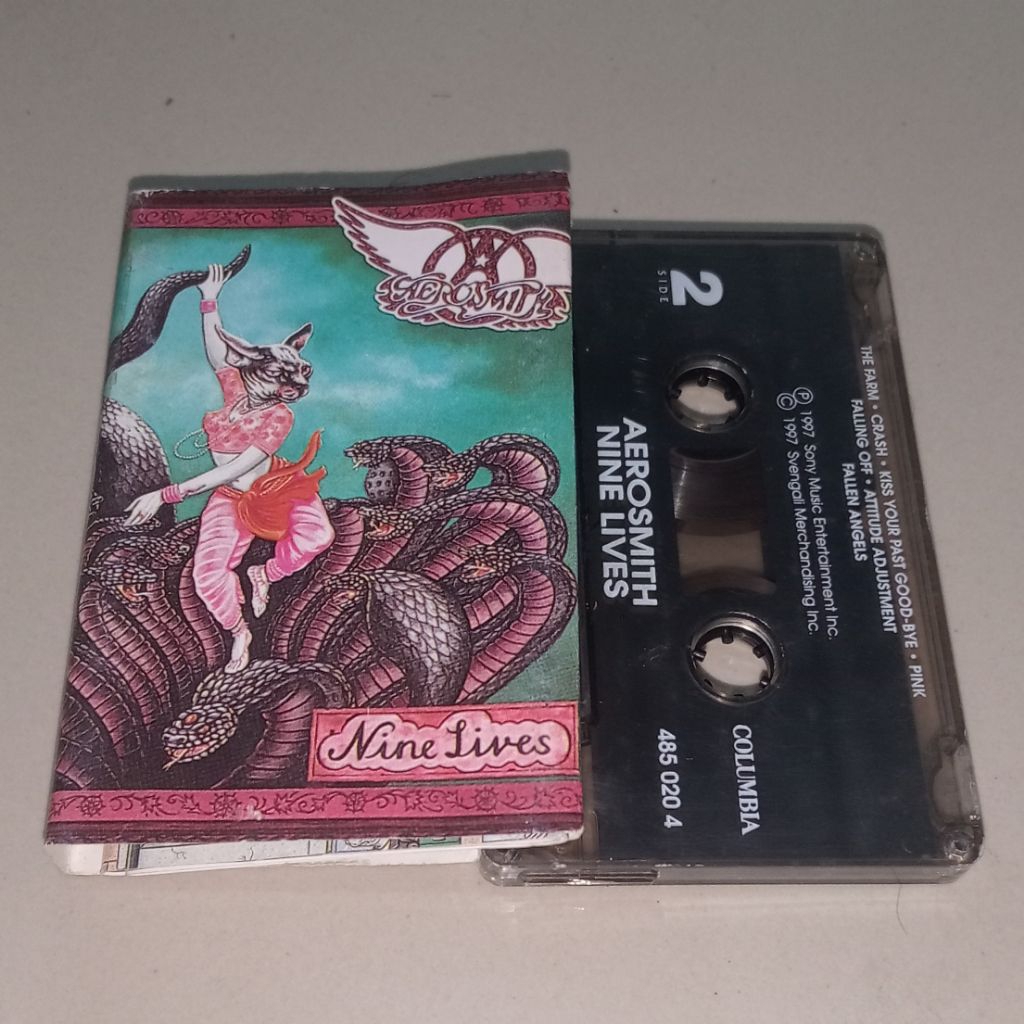 AEROSMITH
Nine Lives
2
SIDE
THE FARM • CRASH • KISS YOUR PAST GOOD-BYE • PINK
FALLING OFF • ATTITUDE ADJUSTMENT
FALLEN ANGELS
Ⓟ 1997 Sony Music Entertainment Inc.
© 1997 Svengali Merchandising Inc.
AEROSMITH
NINE LIVES
COLUMBIA
485 020 4